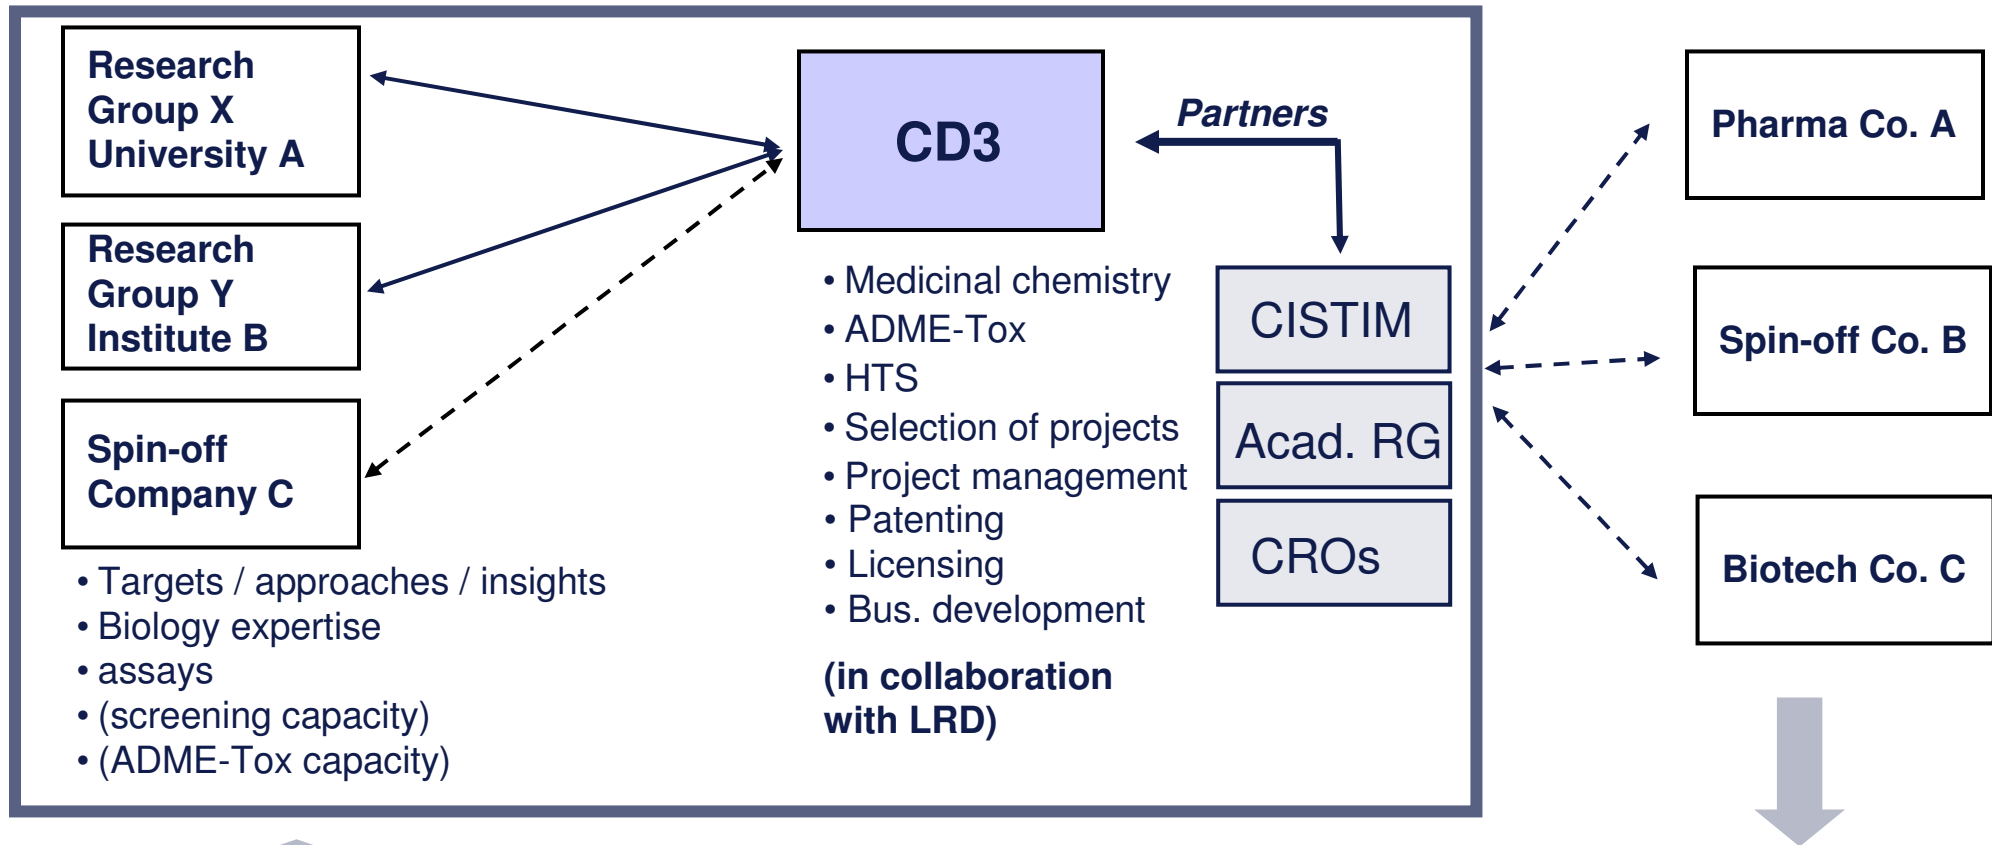 Research
Group X
University A
Research
Group Y
Institute B
Spin-off
Company C
• Targets / approaches / insights
• Biology expertise
• assays
• (screening capacity)
• (ADME-Tox capacity)
CD3
• Medicinal chemistry
• ADME-Tox
• HTS
• Selection of projects
• Project management
• Patenting
• Licensing
• Bus. development
(in collaboration
with LRD)
Partners
CISTIM
Acad. RG
CROs
Pharma Co. A
Spin-off Co. B
Biotech Co. C